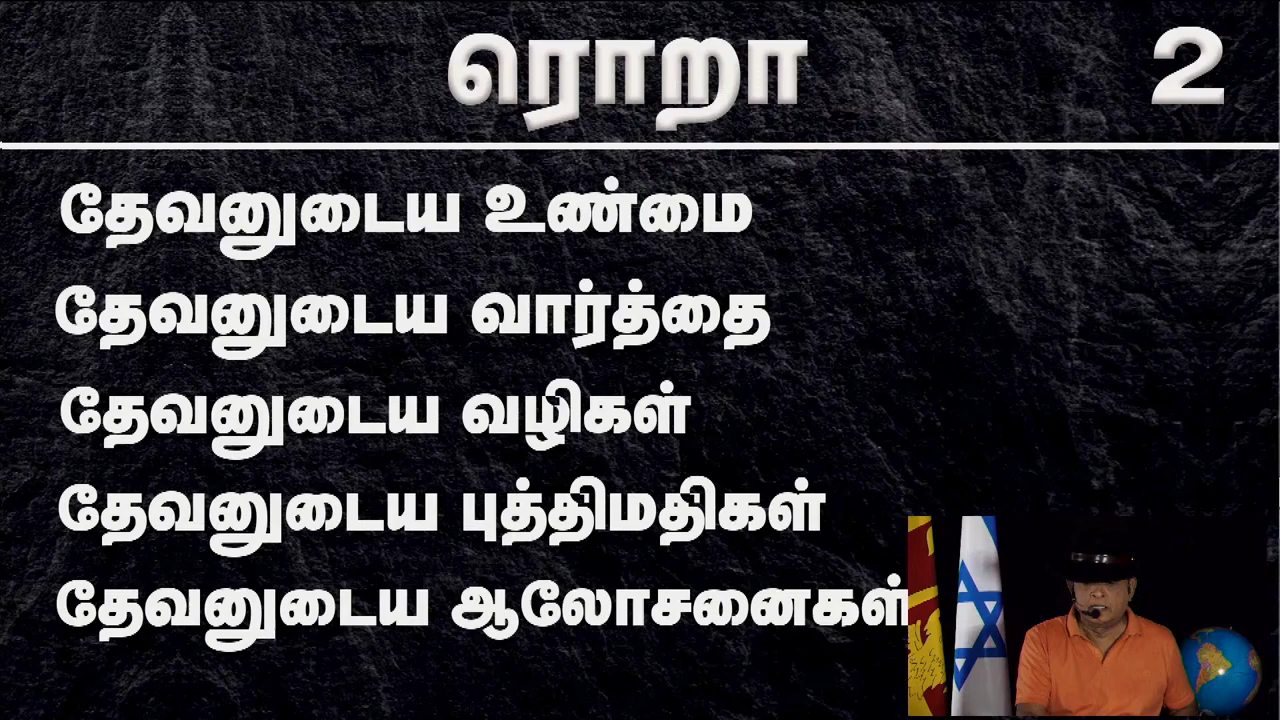 ரொறா 2
தேவனுடைய உண்மை
தேவனுடைய வார்த்தை
தேவனுடைய வழிகள்
தேவனுடைய புத்திமதிகள்
தேவனுடைய ஆலோசனைகள்